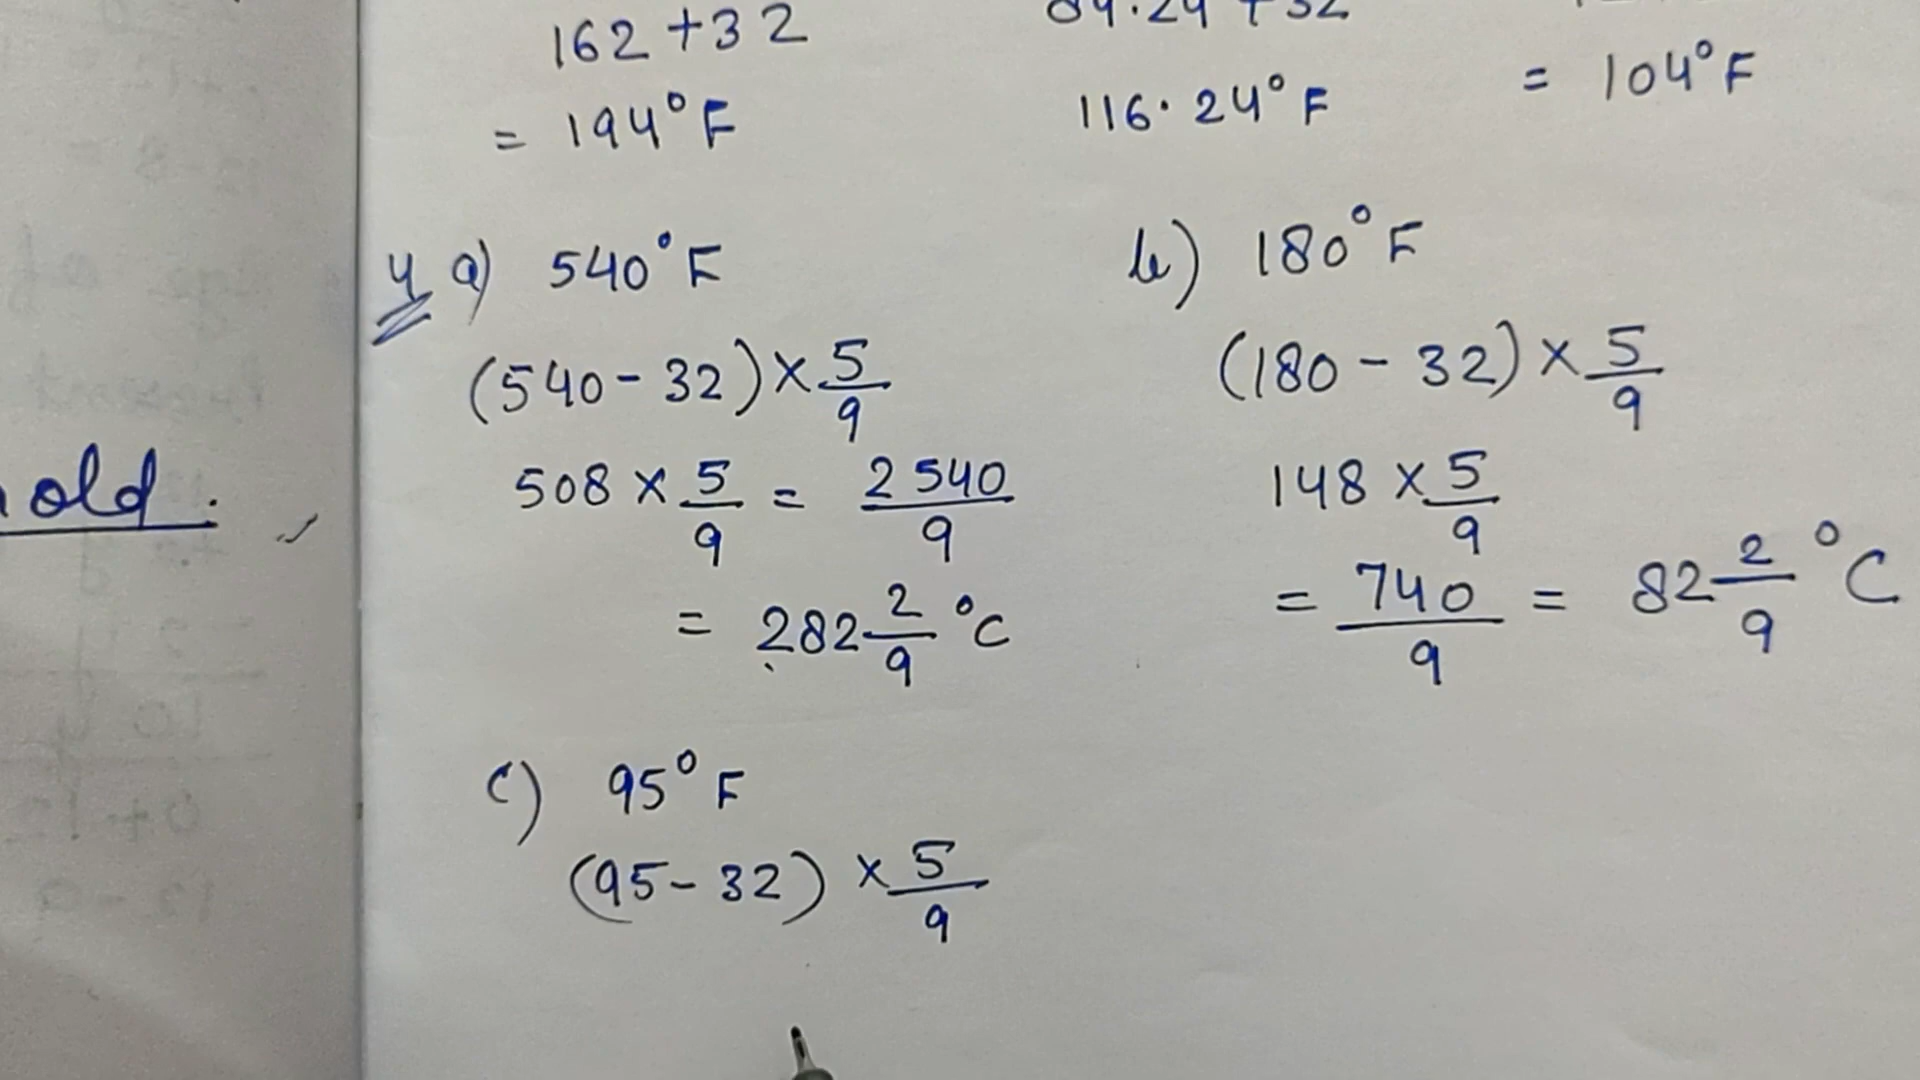 162 + 32
= 194°F
116.24°F
= 104°F
old.
4 a) 540°F
(540 - 32) × 5/9
508 × 5/9 = 2540/9
= 282 2/9 °C
b) 180°F
(180 - 32) × 5/9
148 × 5/9
= 740/9 = 82 2/9 °C
c) 95°F
(95 - 32) × 5/9